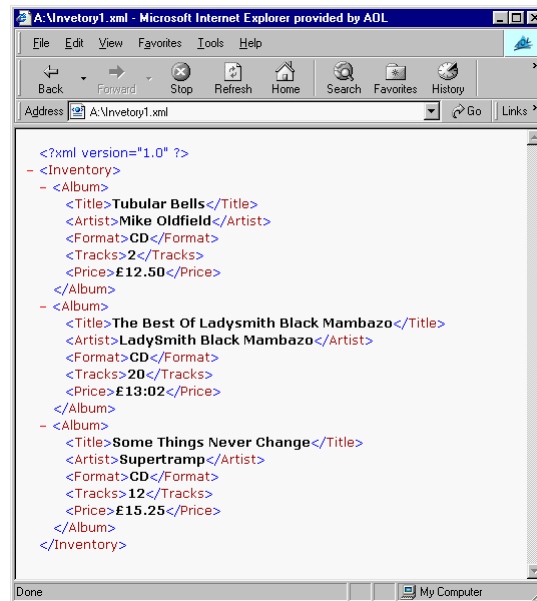 A:\Invetory1.xml - Microsoft Internet Explorer provided by AOL
File Edit View Favorites Tools Help
Back Forward Stop Refresh Home Search Favorites History
Address A:\Invetory1.xml Go Links
<?xml version="1.0" ?>
- <Inventory>
- <Album>
<Title>Tubular Bells</Title>
<Artist>Mike Oldfield</Artist>
<Format>CD</Format>
<Tracks>2</Tracks>
<Price>£12.50</Price>
</Album>
- <Album>
<Title>The Best Of Ladysmith Black Mambazo</Title>
<Artist>LadySmith Black Mambazo</Artist>
<Format>CD</Format>
<Tracks>20</Tracks>
<Price>£13:02</Price>
</Album>
- <Album>
<Title>Some Things Never Change</Title>
<Artist>Supertramp</Artist>
<Format>CD</Format>
<Tracks>12</Tracks>
<Price>£15.25</Price>
</Album>
</Inventory>
Done My Computer